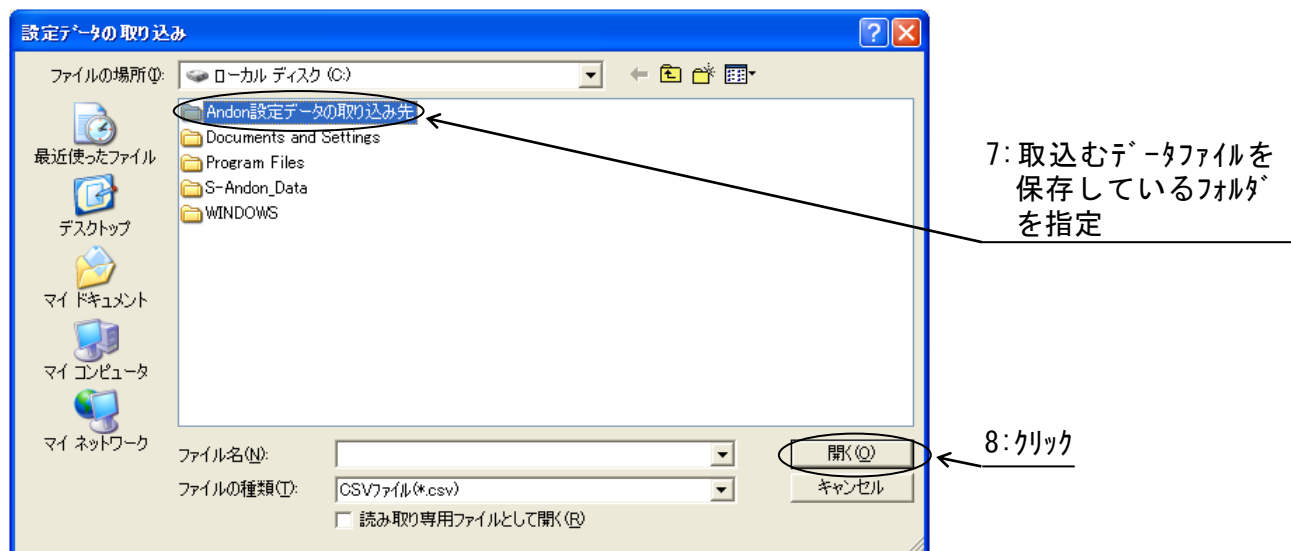 設定ﾃﾞｰﾀの取り込み
ファイルの場所(I):
ローカル ディスク (C:)
Andon設定データの取り込み先
Documents and Settings
Program Files
S-Andon_Data
WINDOWS
最近使ったファイル
デスクトップ
マイ ドキュメント
マイ コンピュータ
マイ ネットワーク
ファイル名(N):
開く(O)
ファイルの種類(T):
CSVファイル(*.csv)
キャンセル
読み取り専用ファイルとして開く(R)
7:取込むﾃﾞｰﾀﾌｧｲﾙを
保存しているﾌｫﾙﾀﾞ
を指定
8:ｸﾘｯｸ